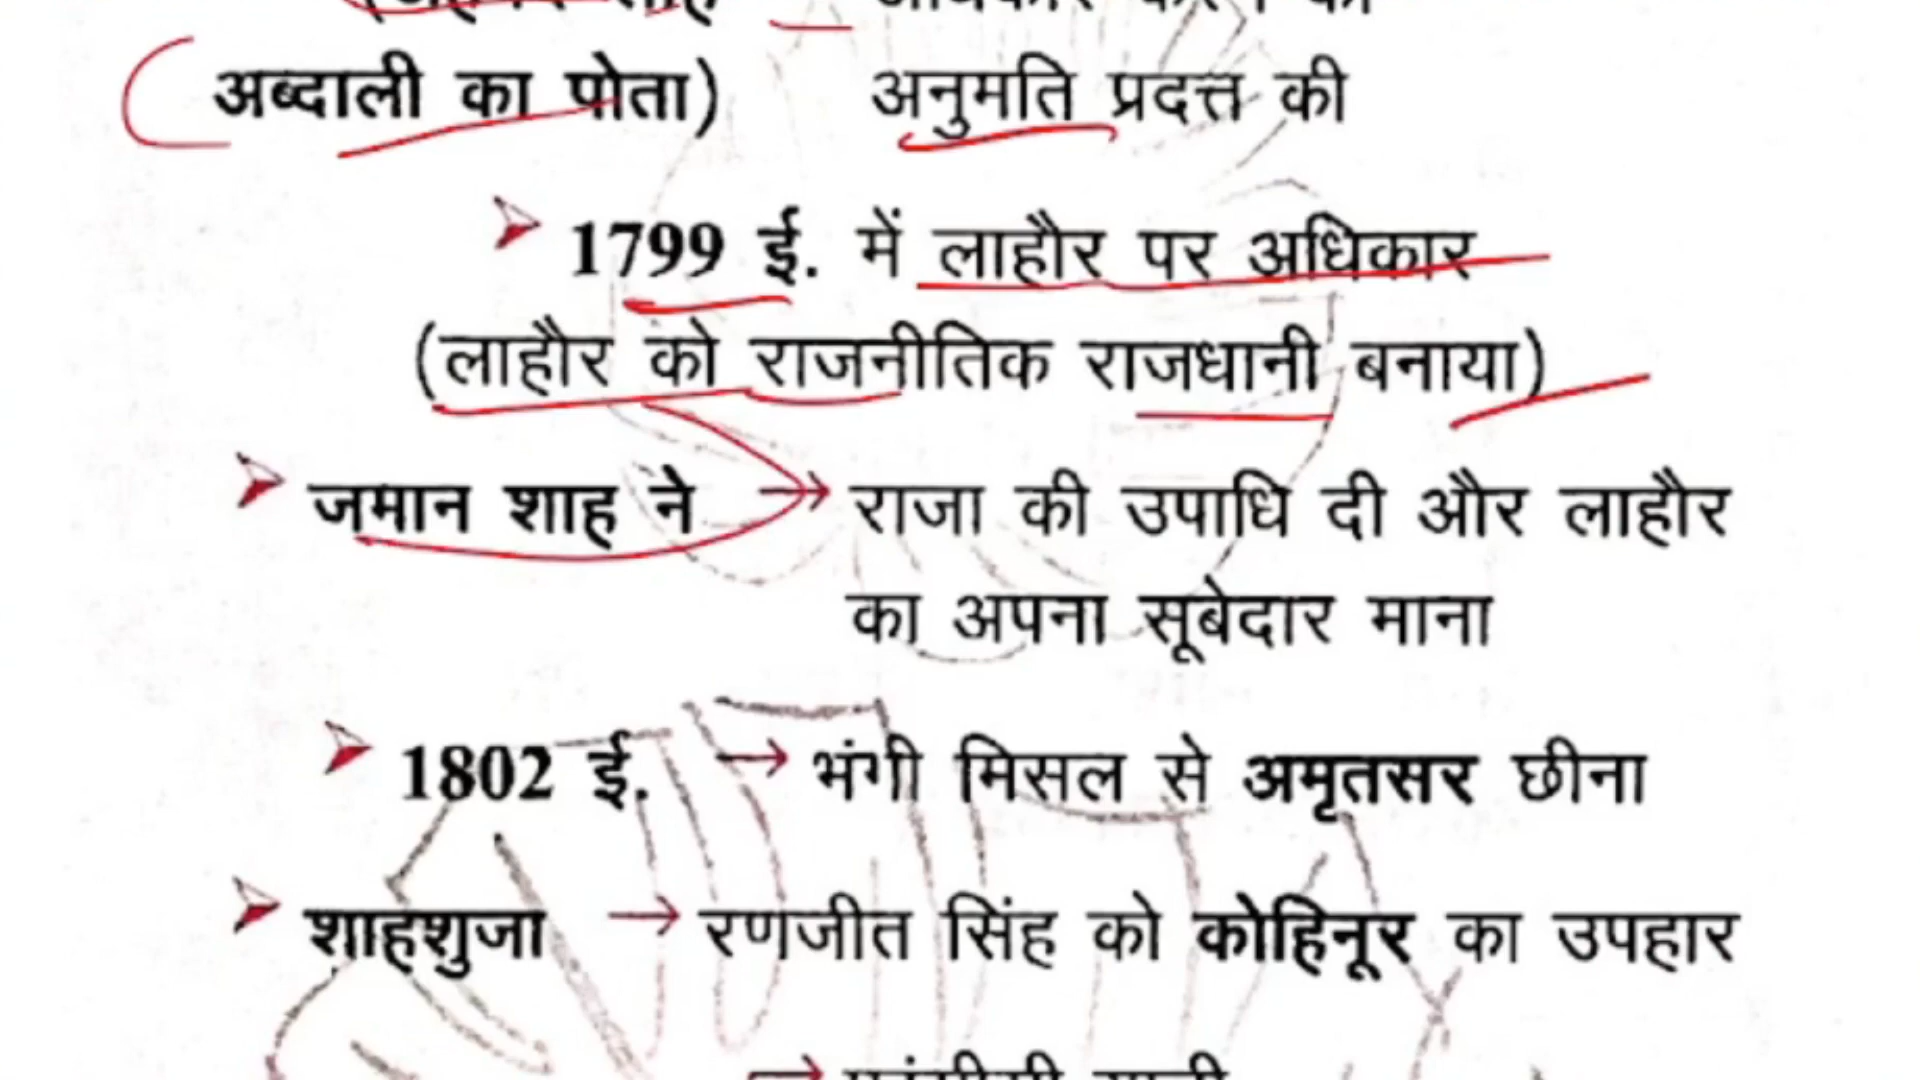 अब्दाली का पोता) अनुमति प्रदत्त की
1799 ई. में लाहौर पर अधिकार
(लाहौर को राजनीतिक राजधानी बनाया)
जमान शाह ने → राजा की उपाधि दी और लाहौर
का अपना सूबेदार माना
1802 ई. → भंगी मिसल से अमृतसर छीना
शाहशुजा → रणजीत सिंह को कोहिनूर का उपहार